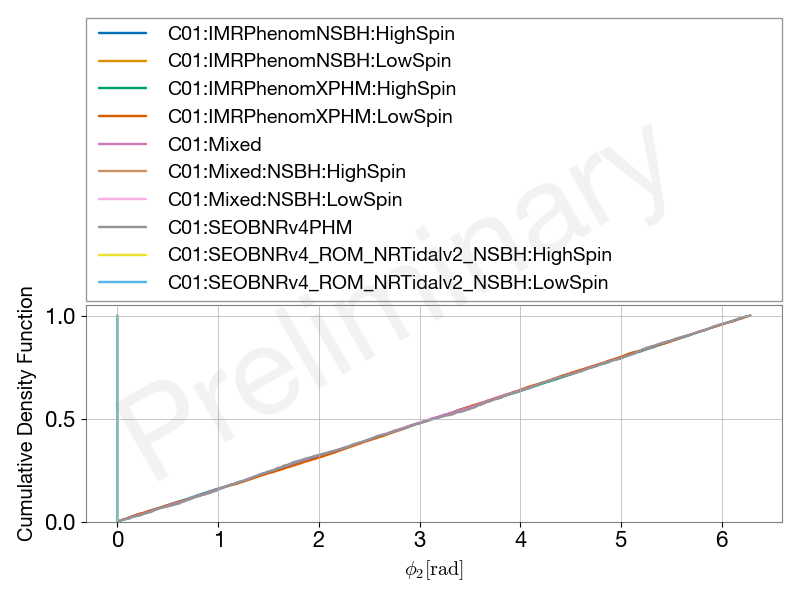 C01:IMRPhenomNSBH:HighSpin
C01:IMRPhenomNSBH:LowSpin
C01:IMRPhenomXPHM:HighSpin
C01:IMRPhenomXPHM:LowSpin
C01:Mixed
C01:Mixed:NSBH:HighSpin
C01:Mixed:NSBH:LowSpin
C01:SEOBNRv4PHM
C01:SEOBNRv4_ROM_NRTidalv2_NSBH:HighSpin
C01:SEOBNRv4_ROM_NRTidalv2_NSBH:LowSpin
Preliminary
Cumulative Density Function
1.0
0.5
0.0
0 1 2 3 4 5 6
ϕ₂[rad]